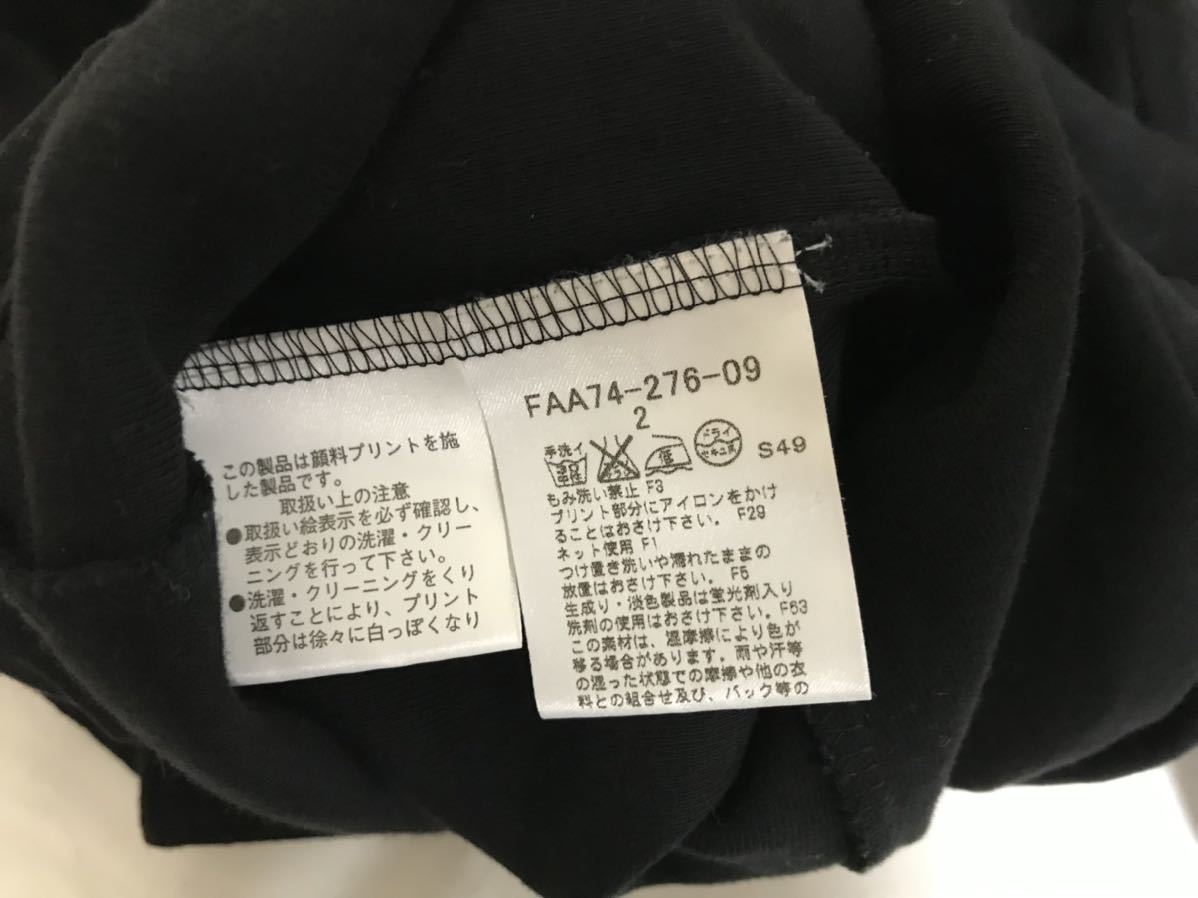 この製品は顔料プリントを施
した製品です。
取扱い上の注意
●取扱い絵表示を必ず確認し、
表示どおりの洗濯・クリー
ニングを行って下さい。
●洗濯・クリーニングをくり
返すことにより、プリント
部分は徐々に白っぽくなり
FAA74-276-09
2
手洗イ 低 ドライ セキユ系 S49
もみ洗い禁止 F3
プリント部分にアイロンをかけ
ることはおさけ下さい。 F29
ネット使用 F1
つけ置き洗いや濡れたままの
放置はおさけ下さい。 F5
生成り・淡色製品は蛍光剤入り
洗剤の使用はおさけ下さい。F63
この素材は、湿摩擦により色が
移る場合があります。雨や汗等
の湿った状態での摩擦や他の衣
料との組合せ及び、バック等の